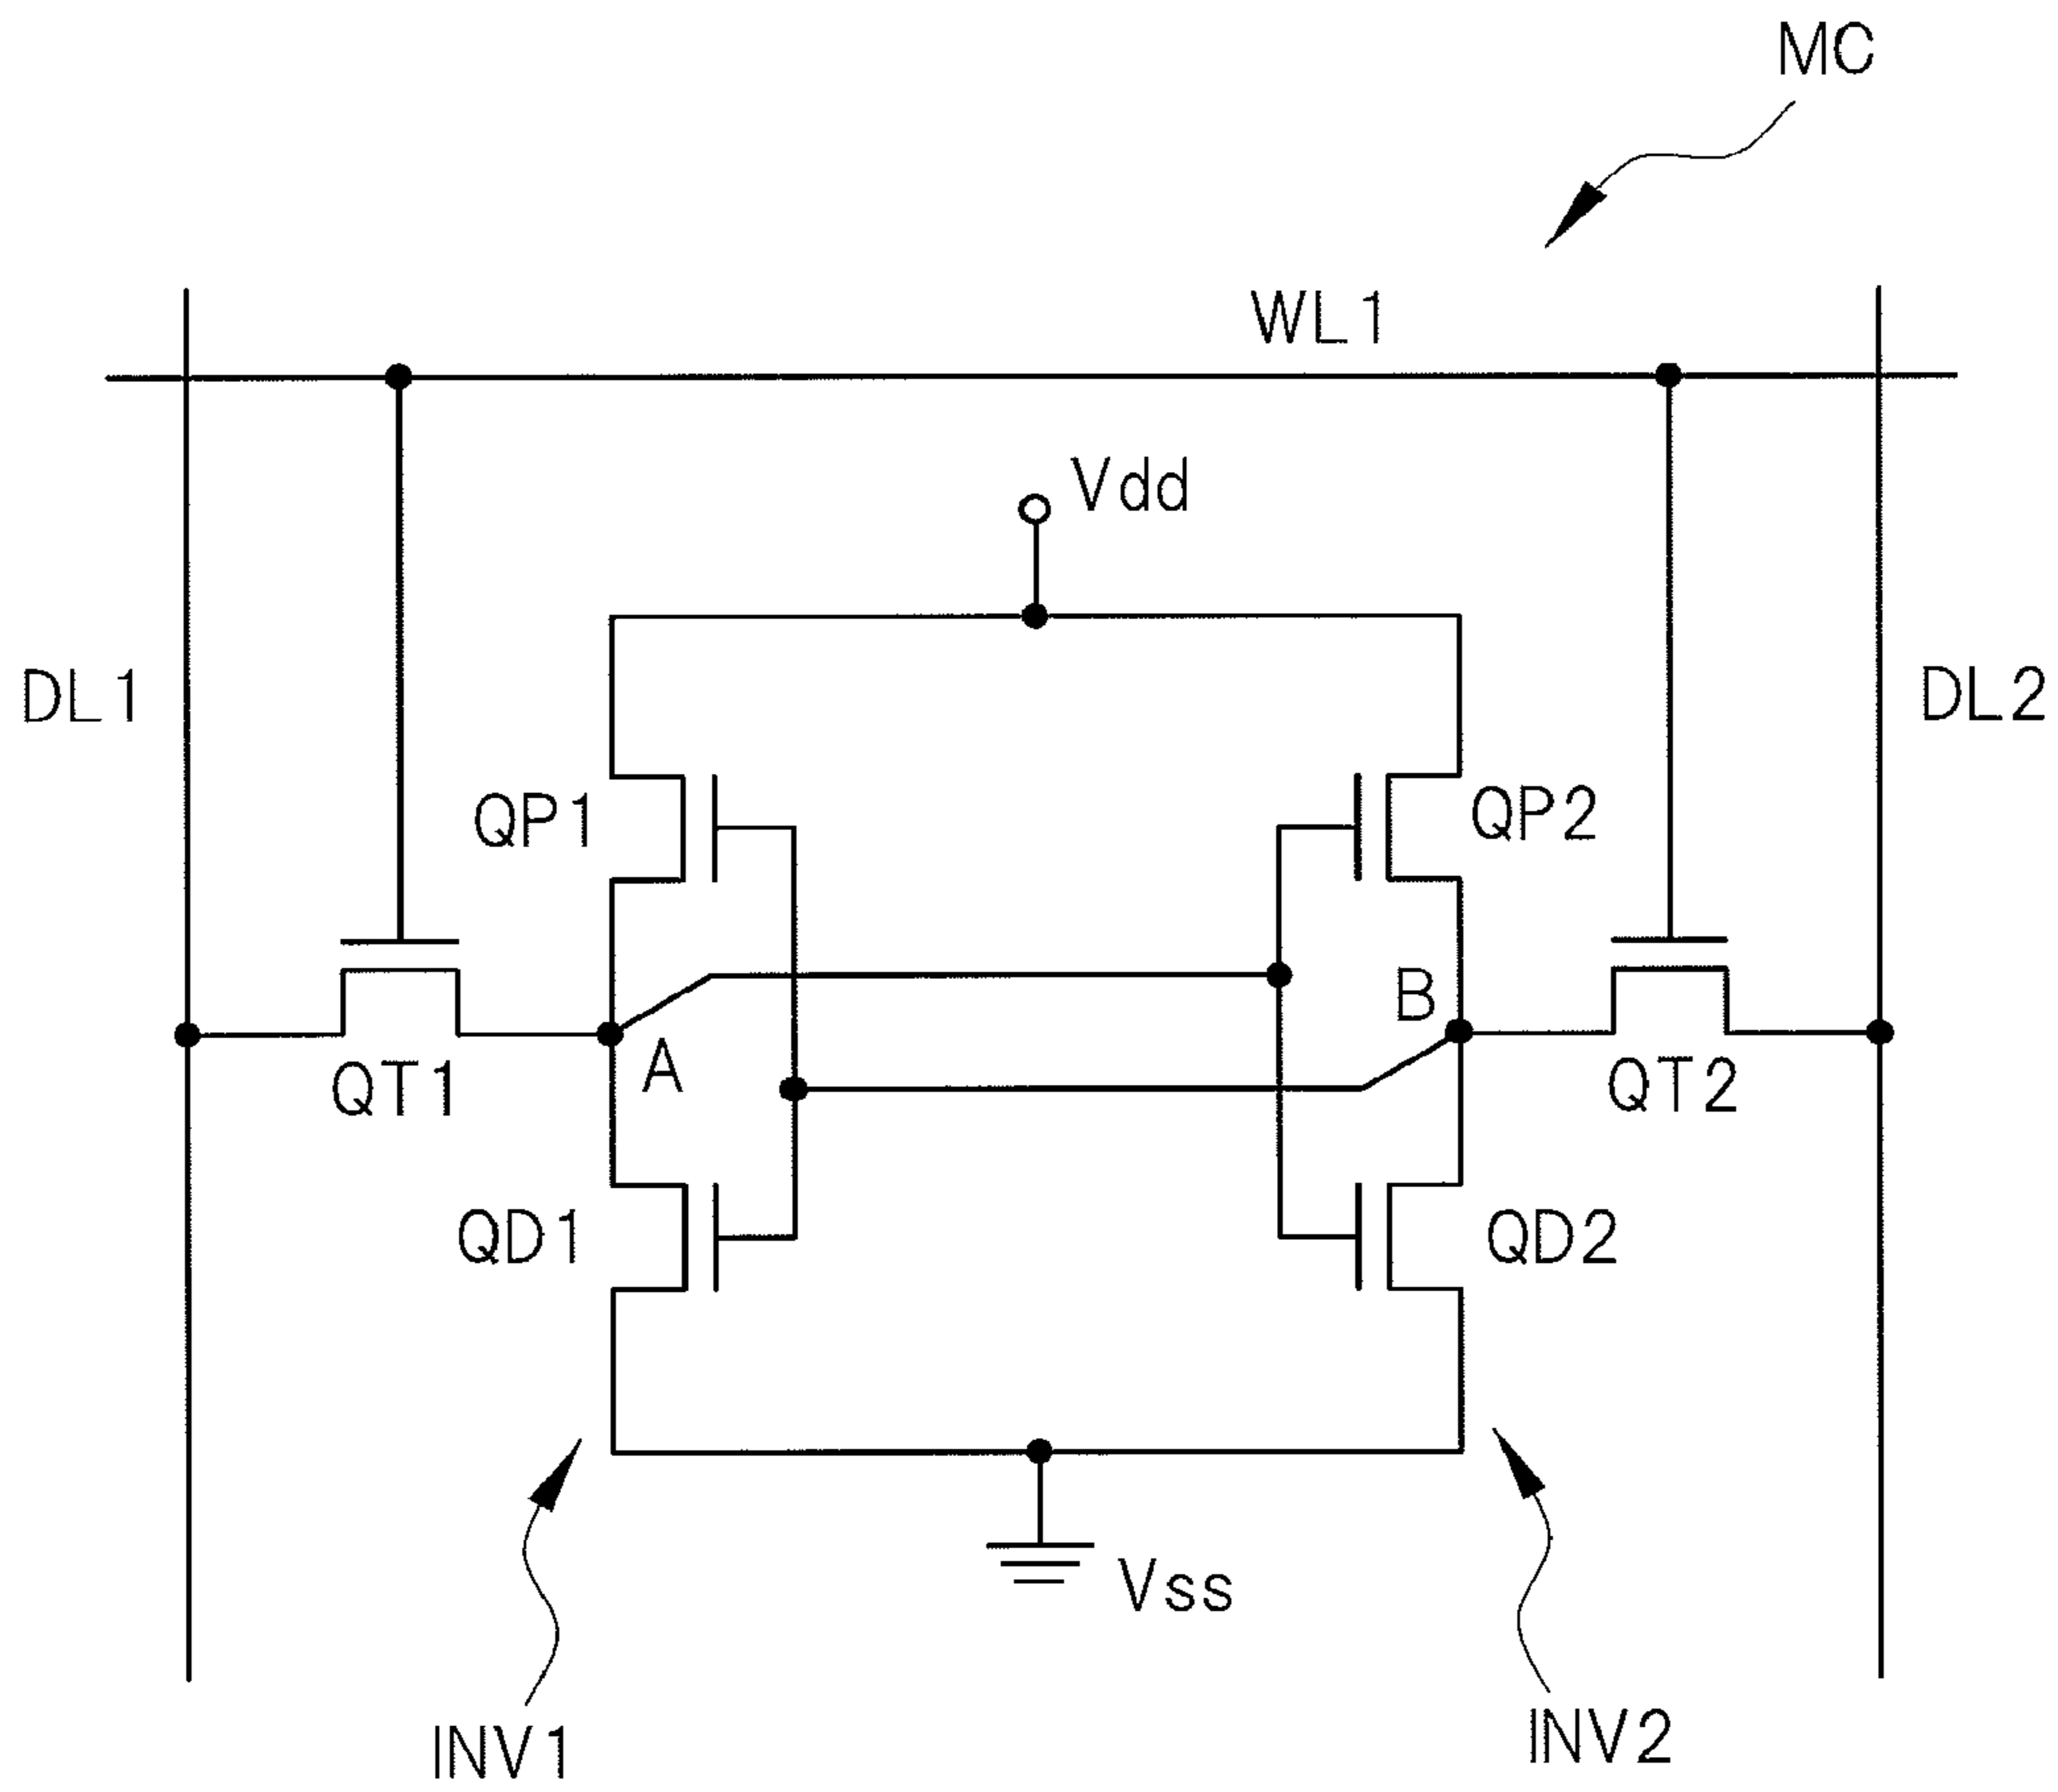 MC
WL1
Vdd
DL1
DL2
QP1
QP2
B
A
QT1
QT2
QD1
QD2
Vss
INV1
INV2